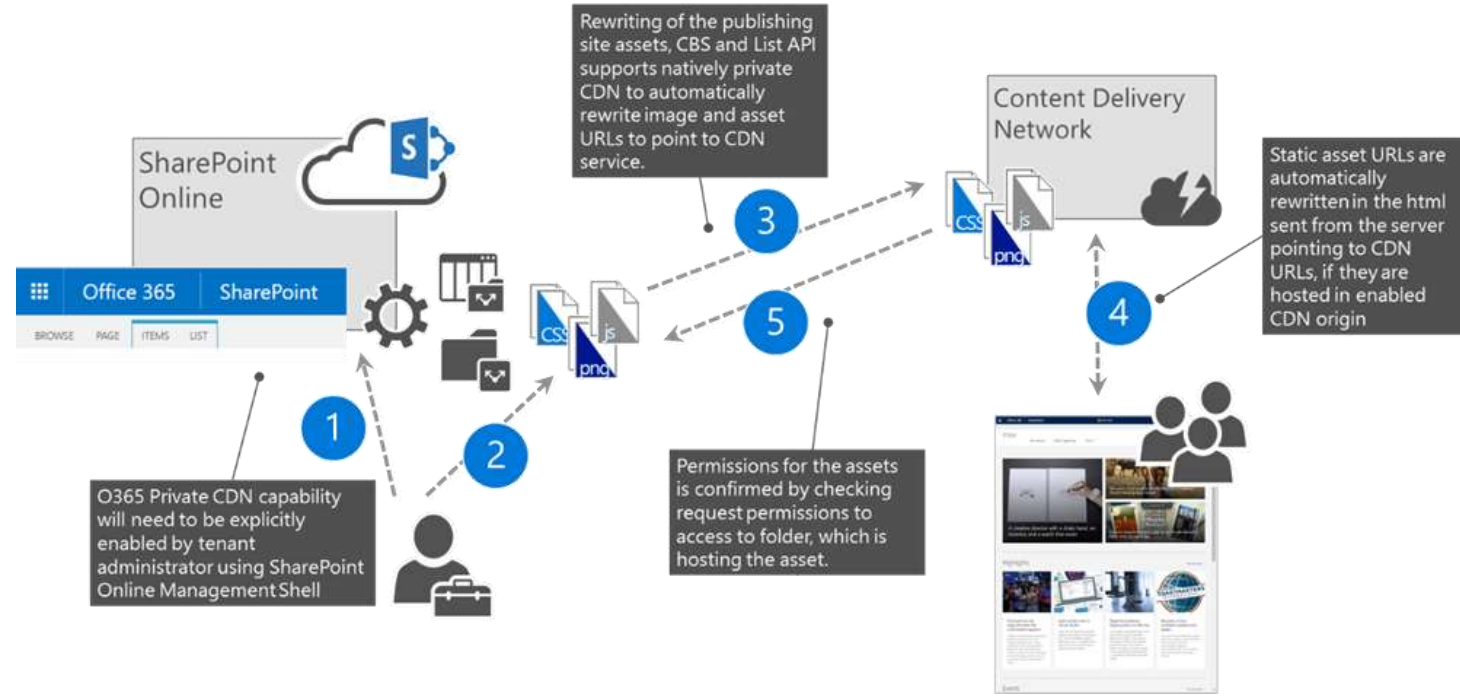 Rewriting of the publishing
site assets, CBS and List API
supports natively private
CDN to automatically
rewrite image and asset
URLs to point to CDN
service.
Content Delivery
Network
Static asset URLs are
automatically
rewritten in the html
sent from the server
pointing to CDN
URLs, if they are
hosted in enabled
CDN origin
SharePoint
Online
S
Office 365 SharePoint
BROWSE PAGE ITEMS LIST
CSS js
png
CSS js
png
3
5
4
1
2
O365 Private CDN capability
will need to be explicitly
enabled by tenant
administrator using SharePoint
Online Management Shell
Permissions for the assets
is confirmed by checking
request permissions to
access to folder, which is
hosting the asset.
Highlights
Events